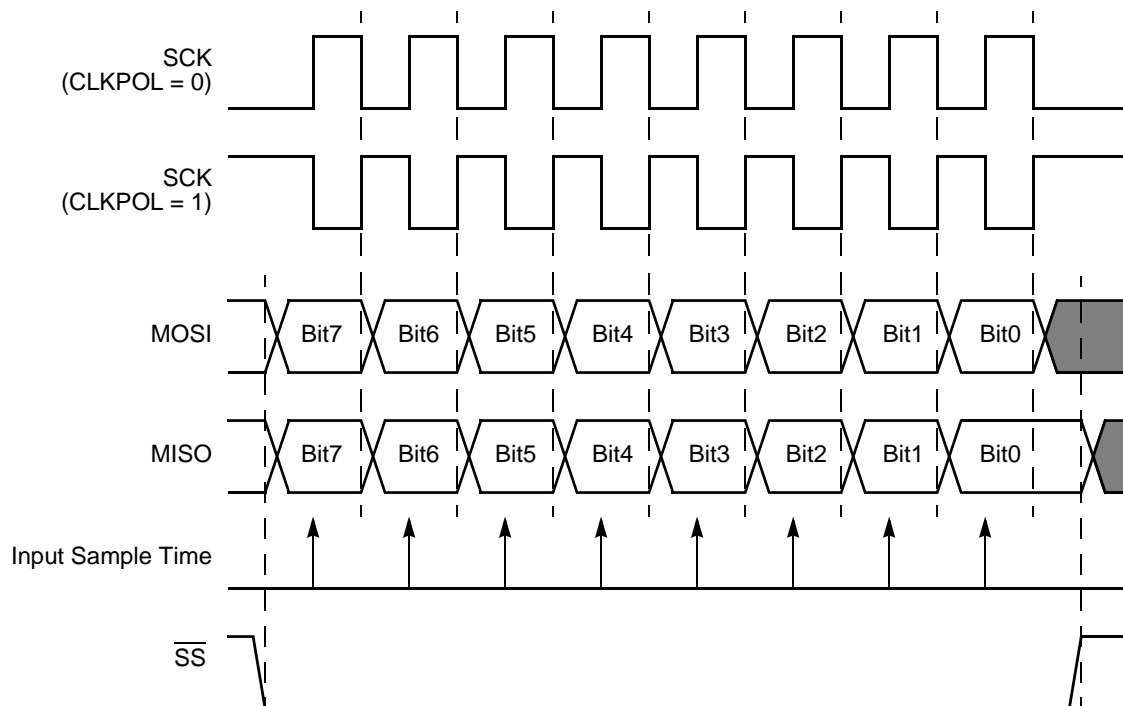 SCK
(CLKPOL = 0)
SCK
(CLKPOL = 1)
MOSI
Bit7 Bit6 Bit5 Bit4 Bit3 Bit2 Bit1 Bit0
MISO
Bit7 Bit6 Bit5 Bit4 Bit3 Bit2 Bit1 Bit0
Input Sample Time
SS